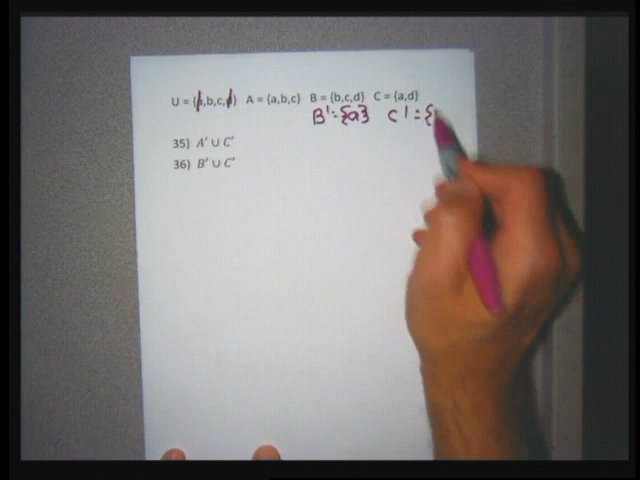 U = {a,b,c,d} A = {a,b,c} B = {b,c,d} C = {a,d}
B' = {a} C' = {
35) A' ∪ C'
36) B' ∪ C'